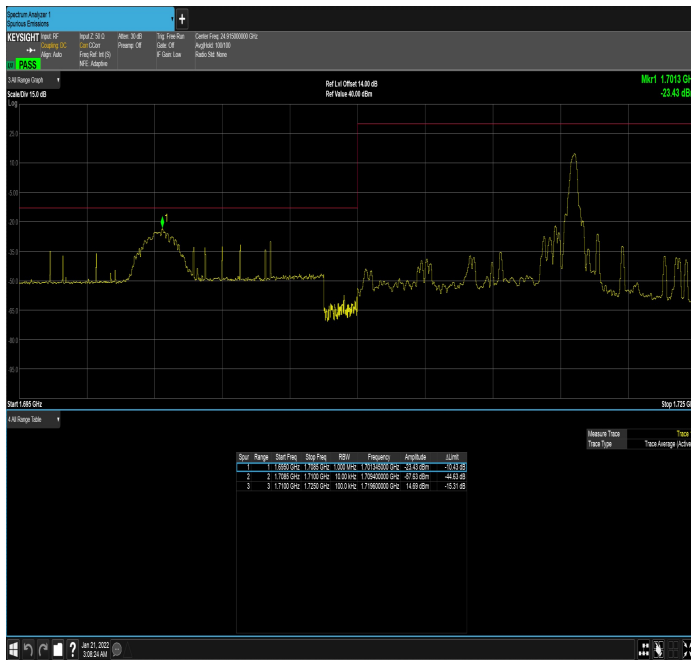 Spectrum Analyzer 1
Spurious Emissions
+
KEYSIGHT Input: RF Input Z: 50 Ω Atten: 30 dB Trig: Free Run Center Freq: 24.915000000 GHz
Coupling: DC Corr CCorr Preamp: Off Gate: Off Avg|Hold: 100/100
Align: Auto Freq Ref: Int (S) IF Gain: Low Radio Std: None
PASS NFE: Adaptive
3 All Range Graph
Scale/Div 15.0 dB
Ref Lvl Offset 14.00 dB
Ref Value 40.00 dBm
Mkr1 1.7013 GH
-23.43 dB
Log
25.0
10.0
-5.00
-20.0
-35.0
-50.0
-65.0
-80.0
-95.0
1
Start 1.695 GHz
Stop 1.725 G
4 All Range Table
Measure Trace Trace
Trace Type Trace Average (Active
Spur Range Start Freq Stop Freq RBW Frequency Amplitude ΔLimit
1 1 1.6950 GHz 1.7085 GHz 1.000 MHz 1.701345000 GHz -23.43 dBm -10.43 dB
2 2 1.7085 GHz 1.7100 GHz 10.00 kHz 1.709400000 GHz -67.63 dBm -44.63 dB
3 3 1.7100 GHz 1.7250 GHz 100.0 kHz 1.719600000 GHz 14.69 dBm -15.31 dB
?
Jan 21, 2022
3:08:24 AM